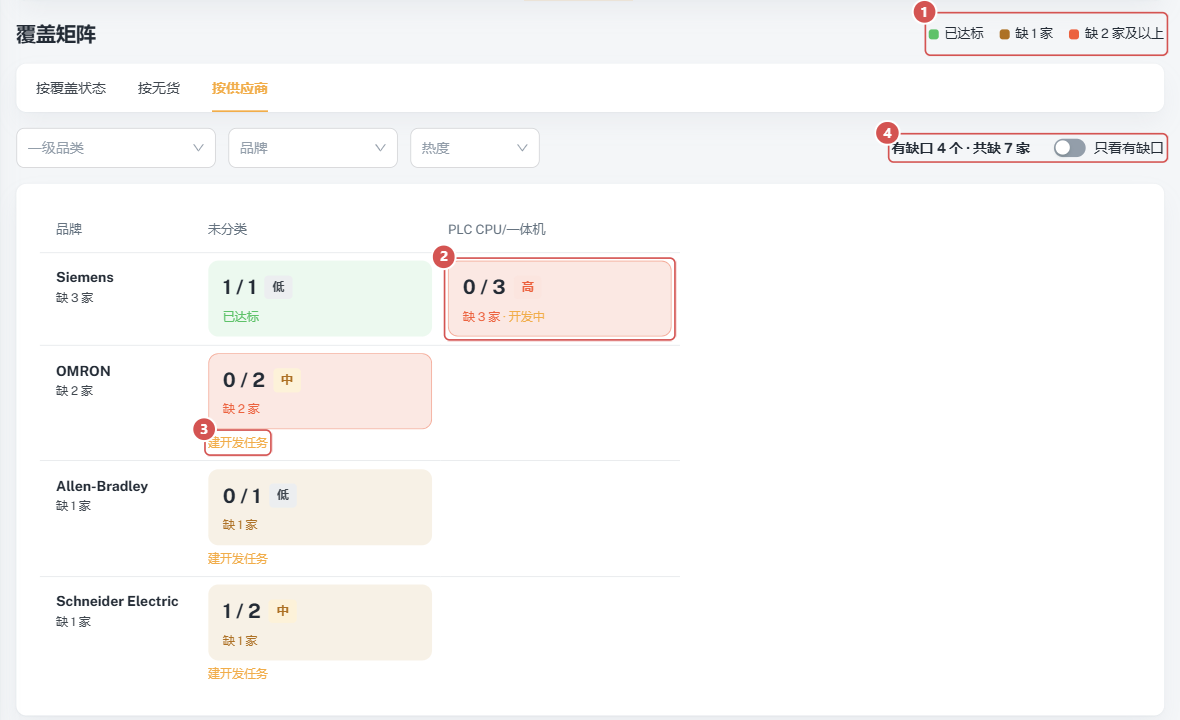 覆盖矩阵
1
已达标 缺 1 家 缺 2 家及以上
按覆盖状态 按无货 按供应商
一级品类 品牌 热度
4
有缺口 4 个 · 共缺 7 家 只看有缺口
品牌 未分类 PLC CPU/一体机
2
Siemens
缺 3 家
1 / 1 低
已达标
0 / 3 高
缺 3 家 · 开发中
OMRON
缺 2 家
0 / 2 中
缺 2 家
3
建开发任务
Allen-Bradley
缺 1 家
0 / 1 低
缺 1 家
建开发任务
Schneider Electric
缺 1 家
1 / 2 中
缺 1 家
建开发任务